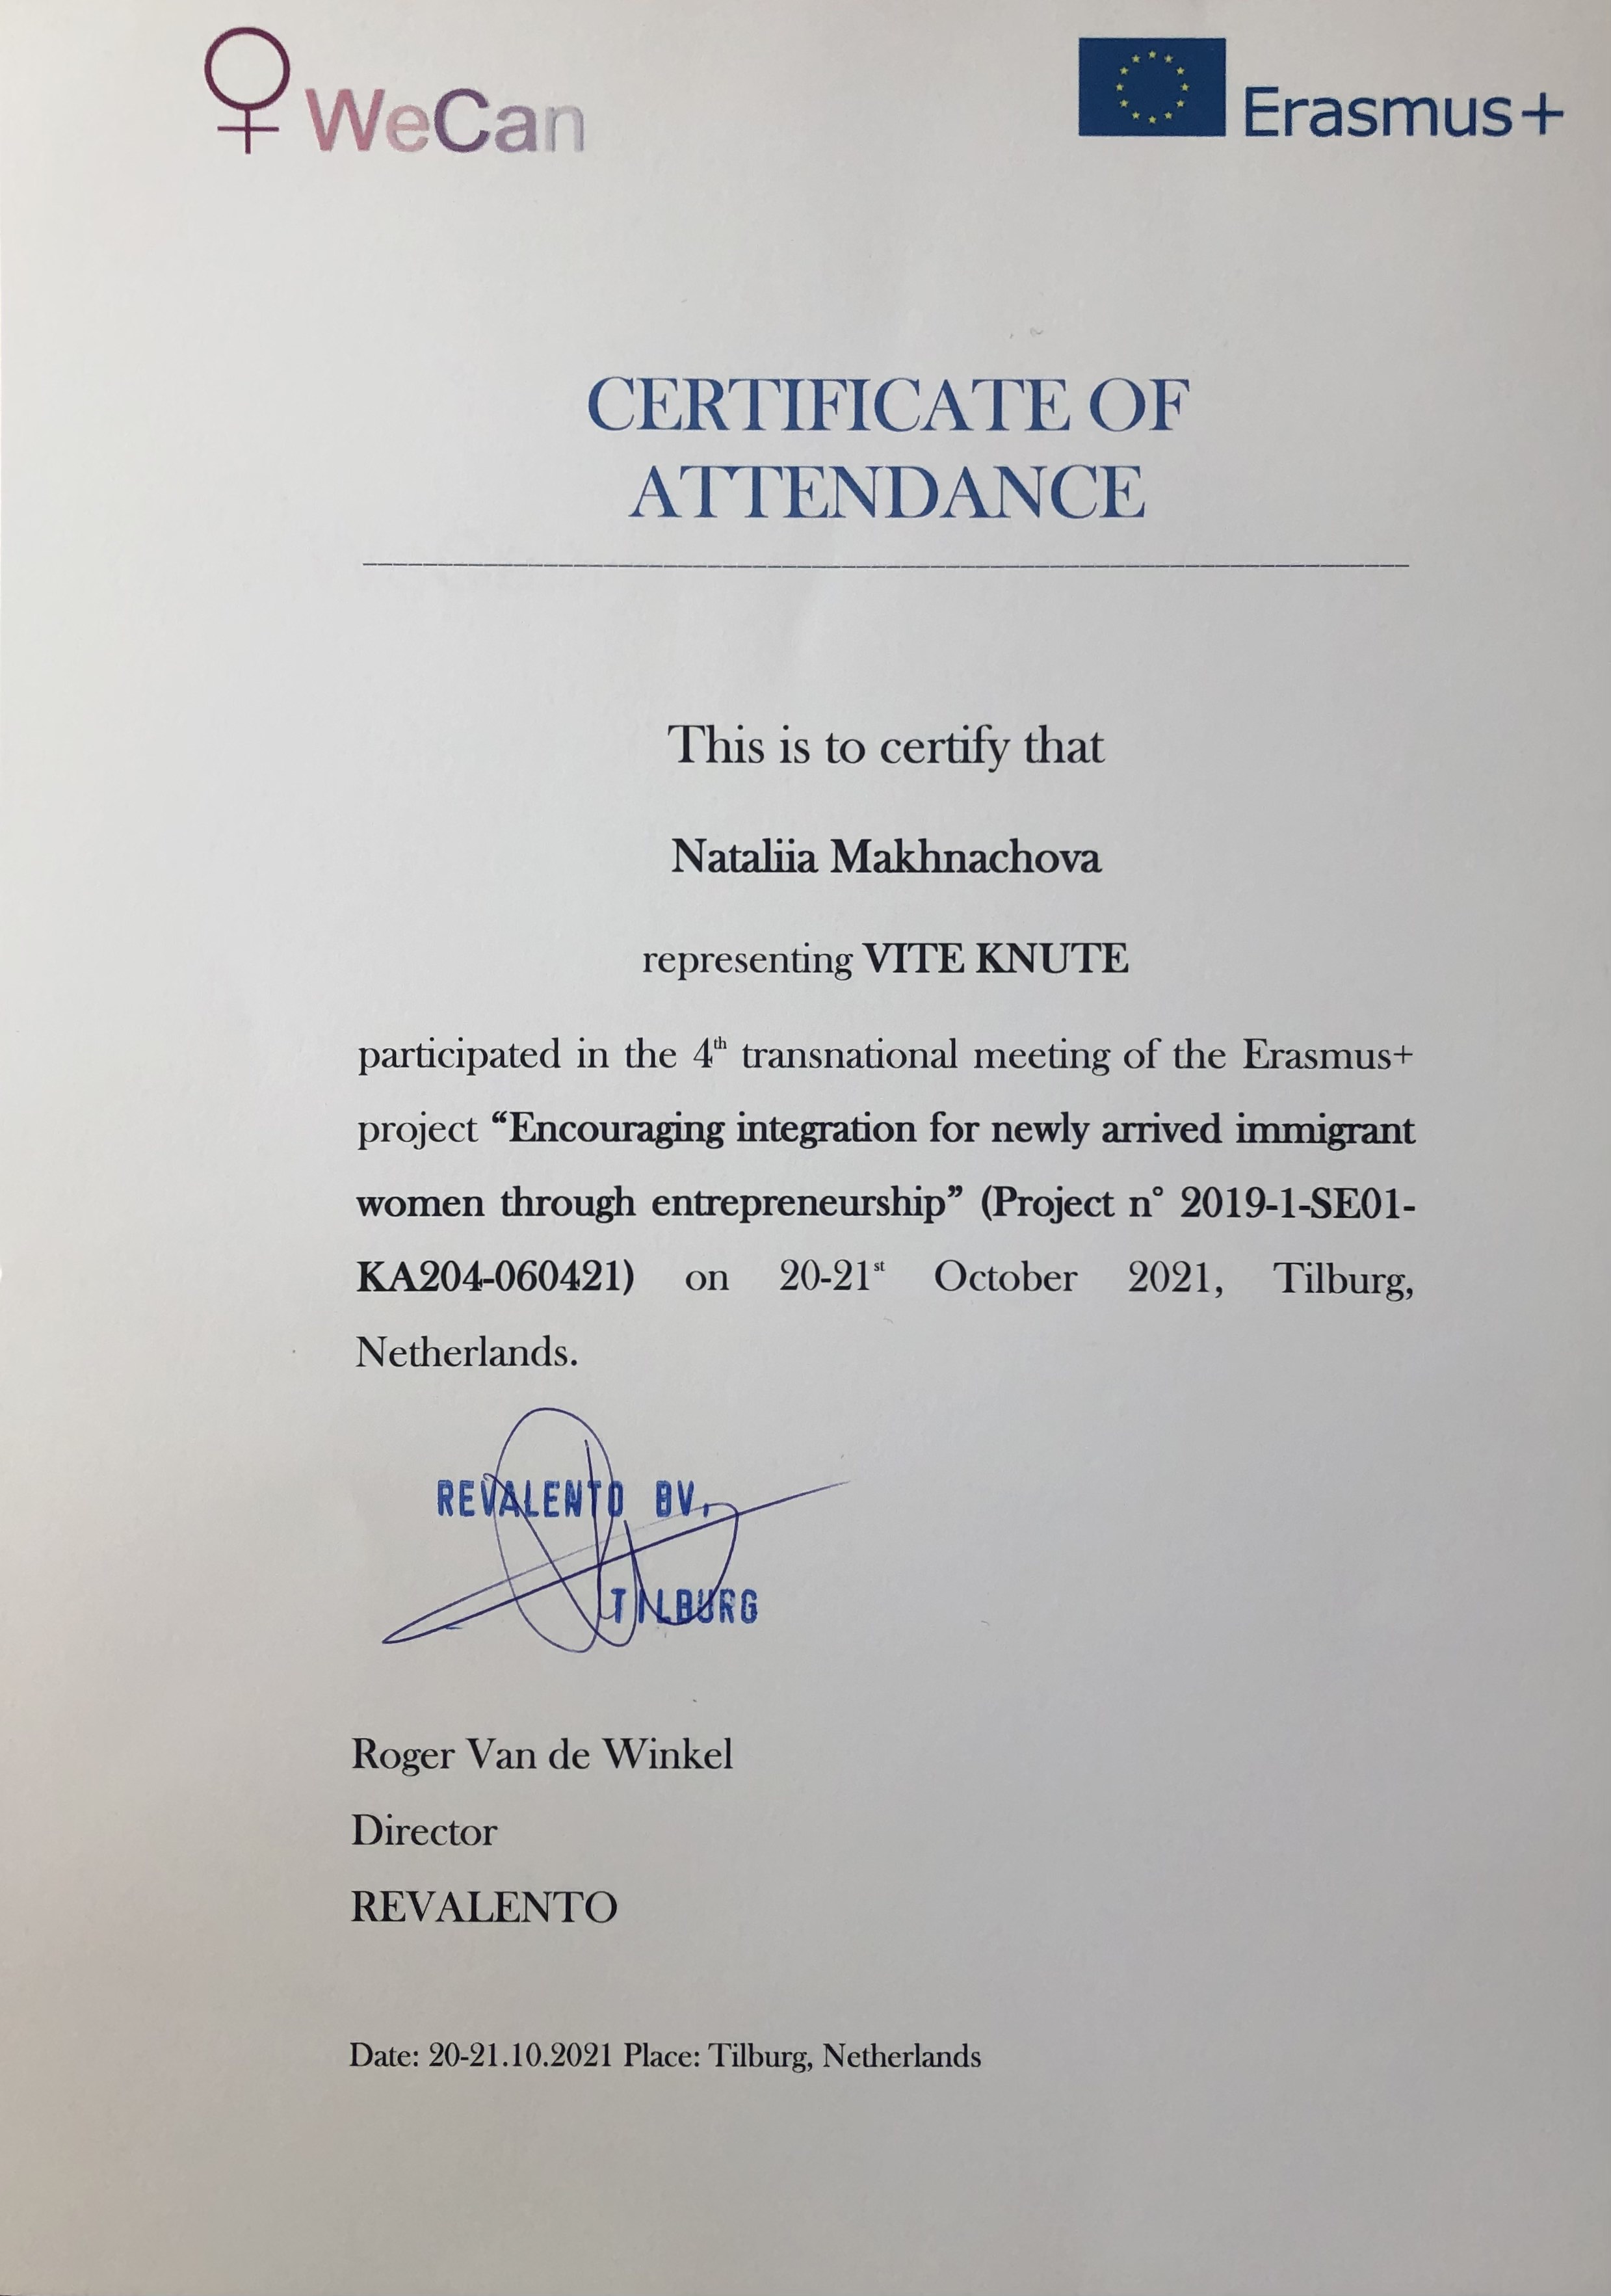 WeCan
Erasmus+
CERTIFICATE OF
ATTENDANCE
This is to certify that
Nataliia Makhnachova
representing VITE KNUTE
participated in the 4th transnational meeting of the Erasmus+
project “Encouraging integration for newly arrived immigrant
women through entrepreneurship” (Project n° 2019-1-SE01-
KA204-060421) on 20-21st October 2021, Tilburg,
Netherlands.
REVALENTO BV.
TILBURG
Roger Van de Winkel
Director
REVALENTO
Date: 20-21.10.2021 Place: Tilburg, Netherlands